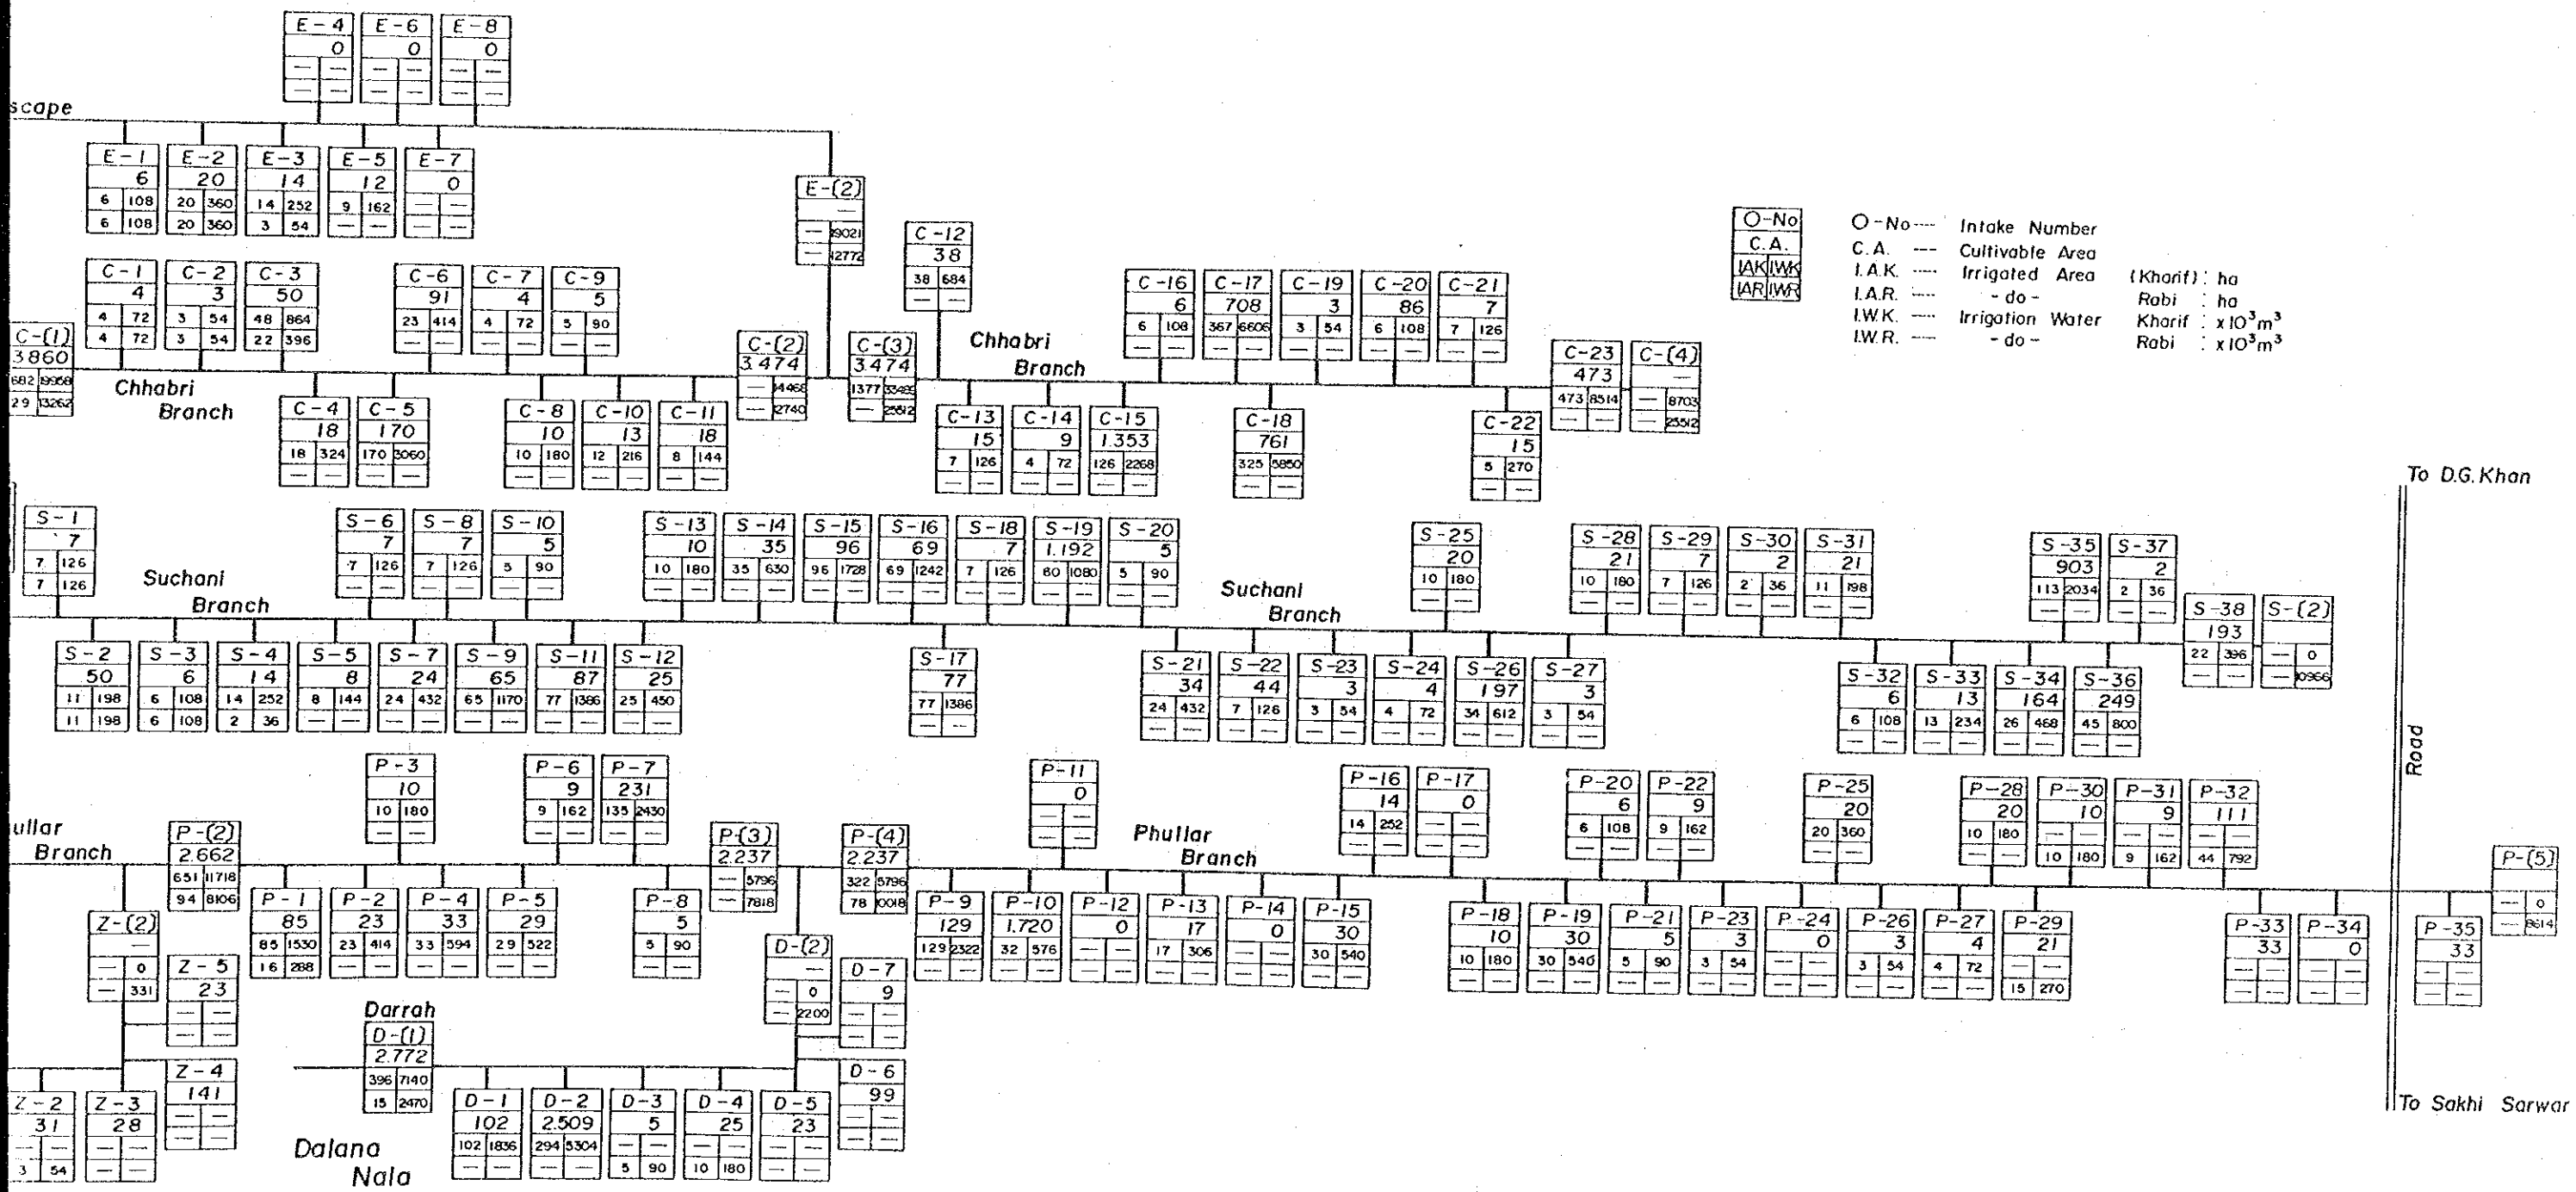 E-4 E-6 E-8
0 0 0
— — — — — —
— — — — — —
scape
E-1 E-2 E-3 E-5 E-7
6 20 14 12 0
6 108 20 360 14 252 9 162 — —
6 108 20 360 3 54 — — — —
E-(2)
—
— 19021
— 12772
O-No
C.A.
IAK IWK
IAR IWR
O-No---- Intake Number
C.A. --- Cultivable Area
I.A.K. ---- Irrigated Area (Kharif) : ha
I.A.R. ---- - do - Rabi : ha
I.W.K. ---- Irrigation Water Kharif : x10³m³
I.W.R. ---- - do - Rabi : x10³m³
C-(1)
3860
682 19958
29 13262
C-1 C-2 C-3 C-6 C-7 C-9
4 3 50 91 4 5
4 72 3 54 48 864 23 414 4 72 5 90
4 72 3 54 22 396 — — — — — —
C-(2)
3.474
— 14468
— 12740
C-(3)
3.474
1377 33489
— 25512
C-12
38
38 684
— —
C-16 C-17 C-19 C-20 C-21
6 708 3 86 7
6 108 367 6606 3 54 6 108 7 126
— — — — — — — — — —
C-23 C-(4)
473 —
473 8514 — 8703
— — — 25512
Chhabri
Branch
Chhabri
Branch
C-4 C-5 C-8 C-10 C-11
18 170 10 13 18
18 324 170 3060 10 180 12 216 8 144
— — — — — — — — — —
C-13 C-14 C-15 C-18 C-22
15 9 1.353 761 15
7 126 4 72 126 2268 325 5850 5 270
— — — — — — — — — —
To D.G. Khan
S-1
7
7 126
7 126
S-6 S-8 S-10
7 7 5
7 126 7 126 5 90
— — — — — —
S-13 S-14 S-15 S-16 S-18 S-19 S-20
10 35 96 69 7 1.192 5
10 180 35 630 96 1728 69 1242 7 126 60 1080 5 90
— — — — — — — — — — — — — —
S-25
20
10 180
— —
S-28 S-29 S-30 S-31
21 7 2 21
10 180 7 126 2 36 11 198
— — — — — — — —
S-35 S-37
903 2
113 2034 2 36
— — — —
S-38 S-(2)
193
22 396 — 0
— — — 10966
Suchani
Branch
Suchani
Branch
S-2 S-3 S-4 S-5 S-7 S-9 S-11 S-12
50 6 14 8 24 65 87 25
11 198 6 108 14 252 8 144 24 432 65 1170 77 1386 25 450
11 198 6 108 2 36 — — — — — — — — — —
S-17
77
77 1386
— —
S-21 S-22 S-23 S-24 S-26 S-27
34 44 3 4 197 3
24 432 7 126 3 54 4 72 34 612 3 54
— — — — — — — — — — — —
S-32 S-33 S-34 S-36
6 13 164 249
6 108 13 234 26 468 45 800
— — — — — — — —
Road
P-3 P-6 P-7
10 9 231
10 180 9 162 135 2430
— — — — — —
P-11
0
— —
— —
P-16 P-17
14 0
14 252 — —
— — — —
P-20 P-22
6 9
6 108 9 162
— — — —
P-25
20
20 360
— —
P-28 P-30 P-31 P-32
20 10 9 111
10 180 — — — — — —
— — 10 180 9 162 44 792
ullar
Branch
P-(2)
2.662
651 11718
94 8106
P-(3)
2.237
— 5796
— 7818
P-(4)
2.237
322 5796
78 10018
Phullar
Branch
P-(5)
— 0
— 8614
Z-(2)
—
— 0
— 331
P-1 P-2 P-4 P-5 P-8
85 23 33 29 5
85 1530 23 414 33 594 29 522 5 90
16 288 — — — — — — — —
P-9 P-10 P-12 P-13 P-14 P-15
129 1.720 0 17 0 30
129 2322 32 576 — — 17 306 — — 30 540
— — — — — — — — — — — —
P-18 P-19 P-21 P-23 P-24 P-26 P-27 P-29
10 30 5 3 0 3 4 21
10 180 30 540 5 90 3 54 — — 3 54 4 72 — —
— — — — — — — — — — — — — — 15 270
P-33 P-34 P-35
33 0 33
— — — — — —
— — — — — —
Z-5
23
— —
— —
D-(2)
—
— 0
— 2200
D-7
9
— —
— —
Darrah
D-(1)
2.772
396 7140
15 2470
Z-4
141
— —
— —
D-6
99
— —
— —
Z-2 Z-3
31 28
— — — —
3 54 — —
D-1 D-2 D-3 D-4 D-5
102 2.509 5 25 23
102 1836 294 5304 — — — — — —
— — — — 5 90 10 180 — —
Dalana
Nala
To Sakhi Sarwar